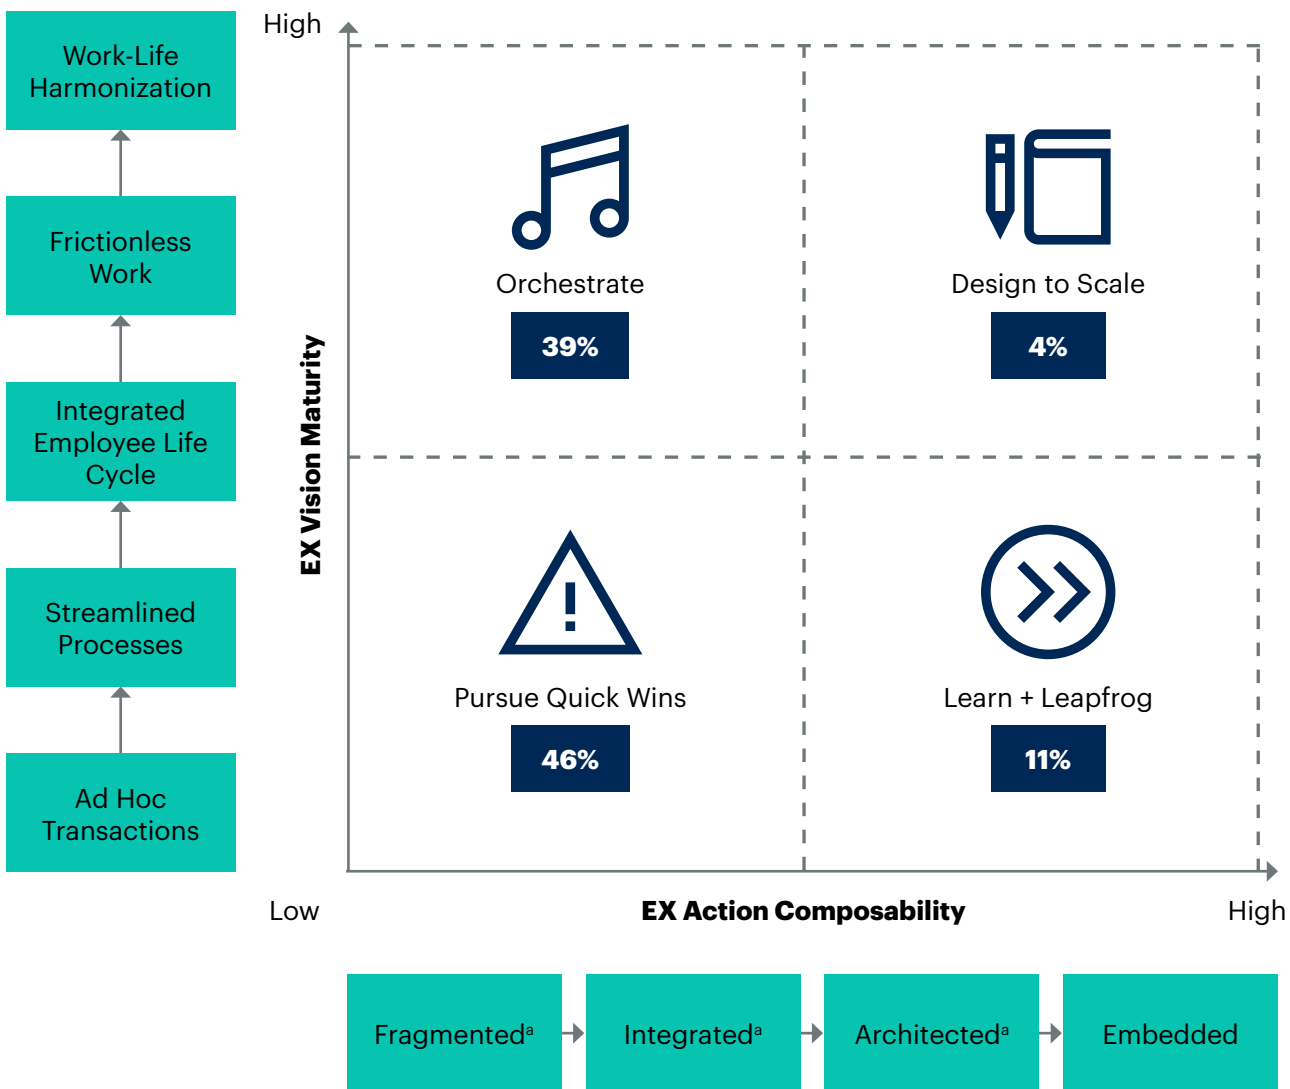 High
Work-Life
Harmonization
Frictionless
Work
Integrated
Employee Life
Cycle
Streamlined
Processes
Ad Hoc
Transactions
EX Vision Maturity
Orchestrate
39%
Design to Scale
4%
Pursue Quick Wins
46%
Learn + Leapfrog
11%
Low
EX Action Composability
High
Fragmentedᵃ
Integratedᵃ
Architectedᵃ
Embedded